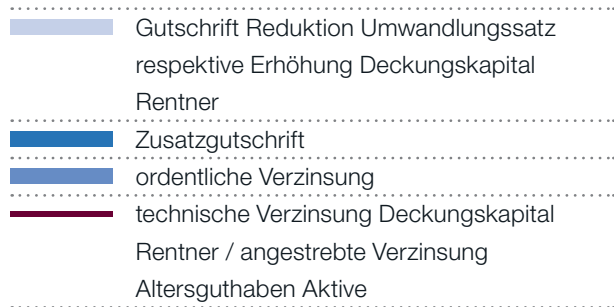 Gutschrift Reduktion Umwandlungssatz
respektive Erhöhung Deckungskapital
Rentner
Zusatzgutschrift
ordentliche Verzinsung
technische Verzinsung Deckungskapital
Rentner / angestrebte Verzinsung
Altersguthaben Aktive